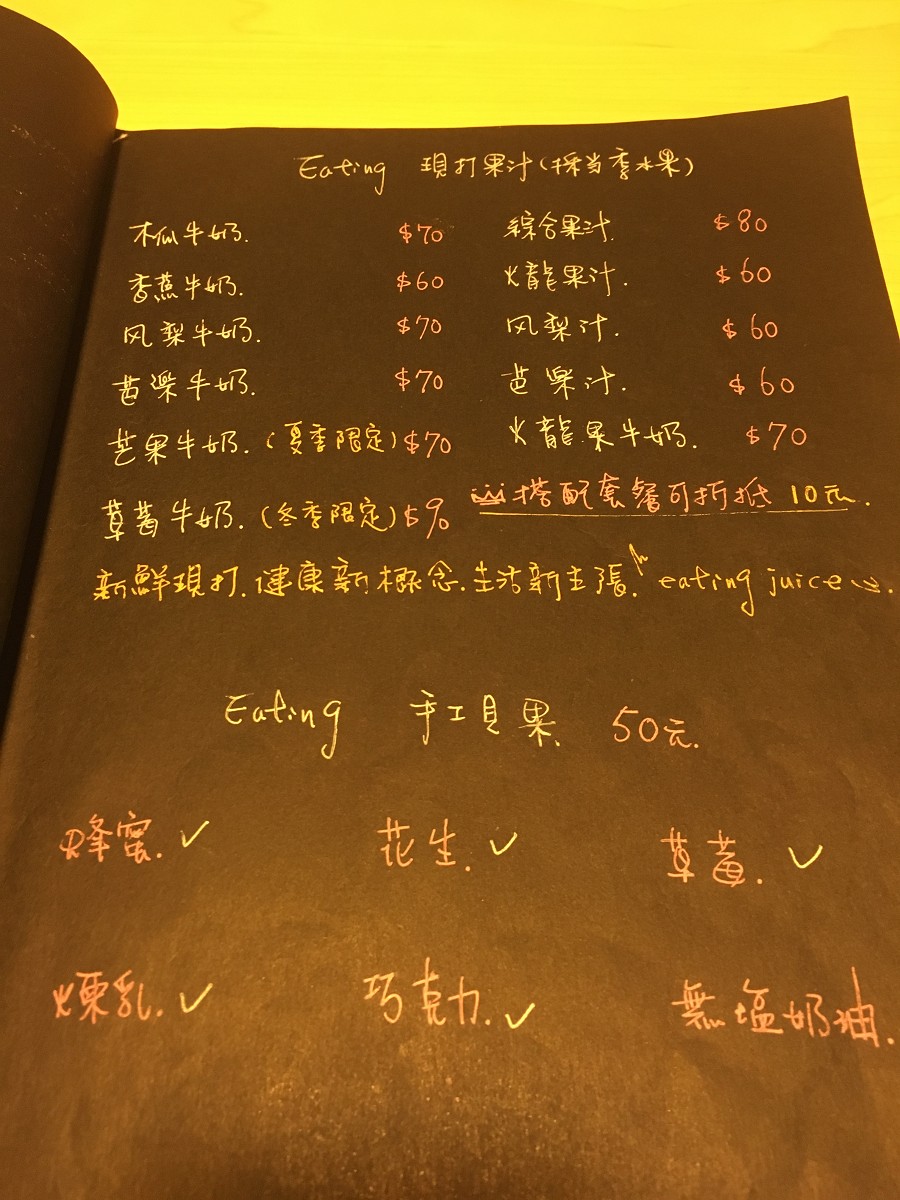 Eating 現打果汁(採当季水果)
木瓜牛奶. $70 綜合果汁. $80
香蕉牛奶. $60 火龍果汁. $60
风梨牛奶. $70 风梨汁. $60
芭樂牛奶. $70 芭樂汁. $60
芒果牛奶.(夏季限定) $70 火龍果牛奶. $70
草莓牛奶.(冬季限定) 搭配套餐可折抵 10元.
新鮮現打.健康新概念.生活新主張! eating juice
Eating 手工貝果 50元.
蜂蜜. 花生. 草莓.
煉乳. 巧克力. 無塩奶油.